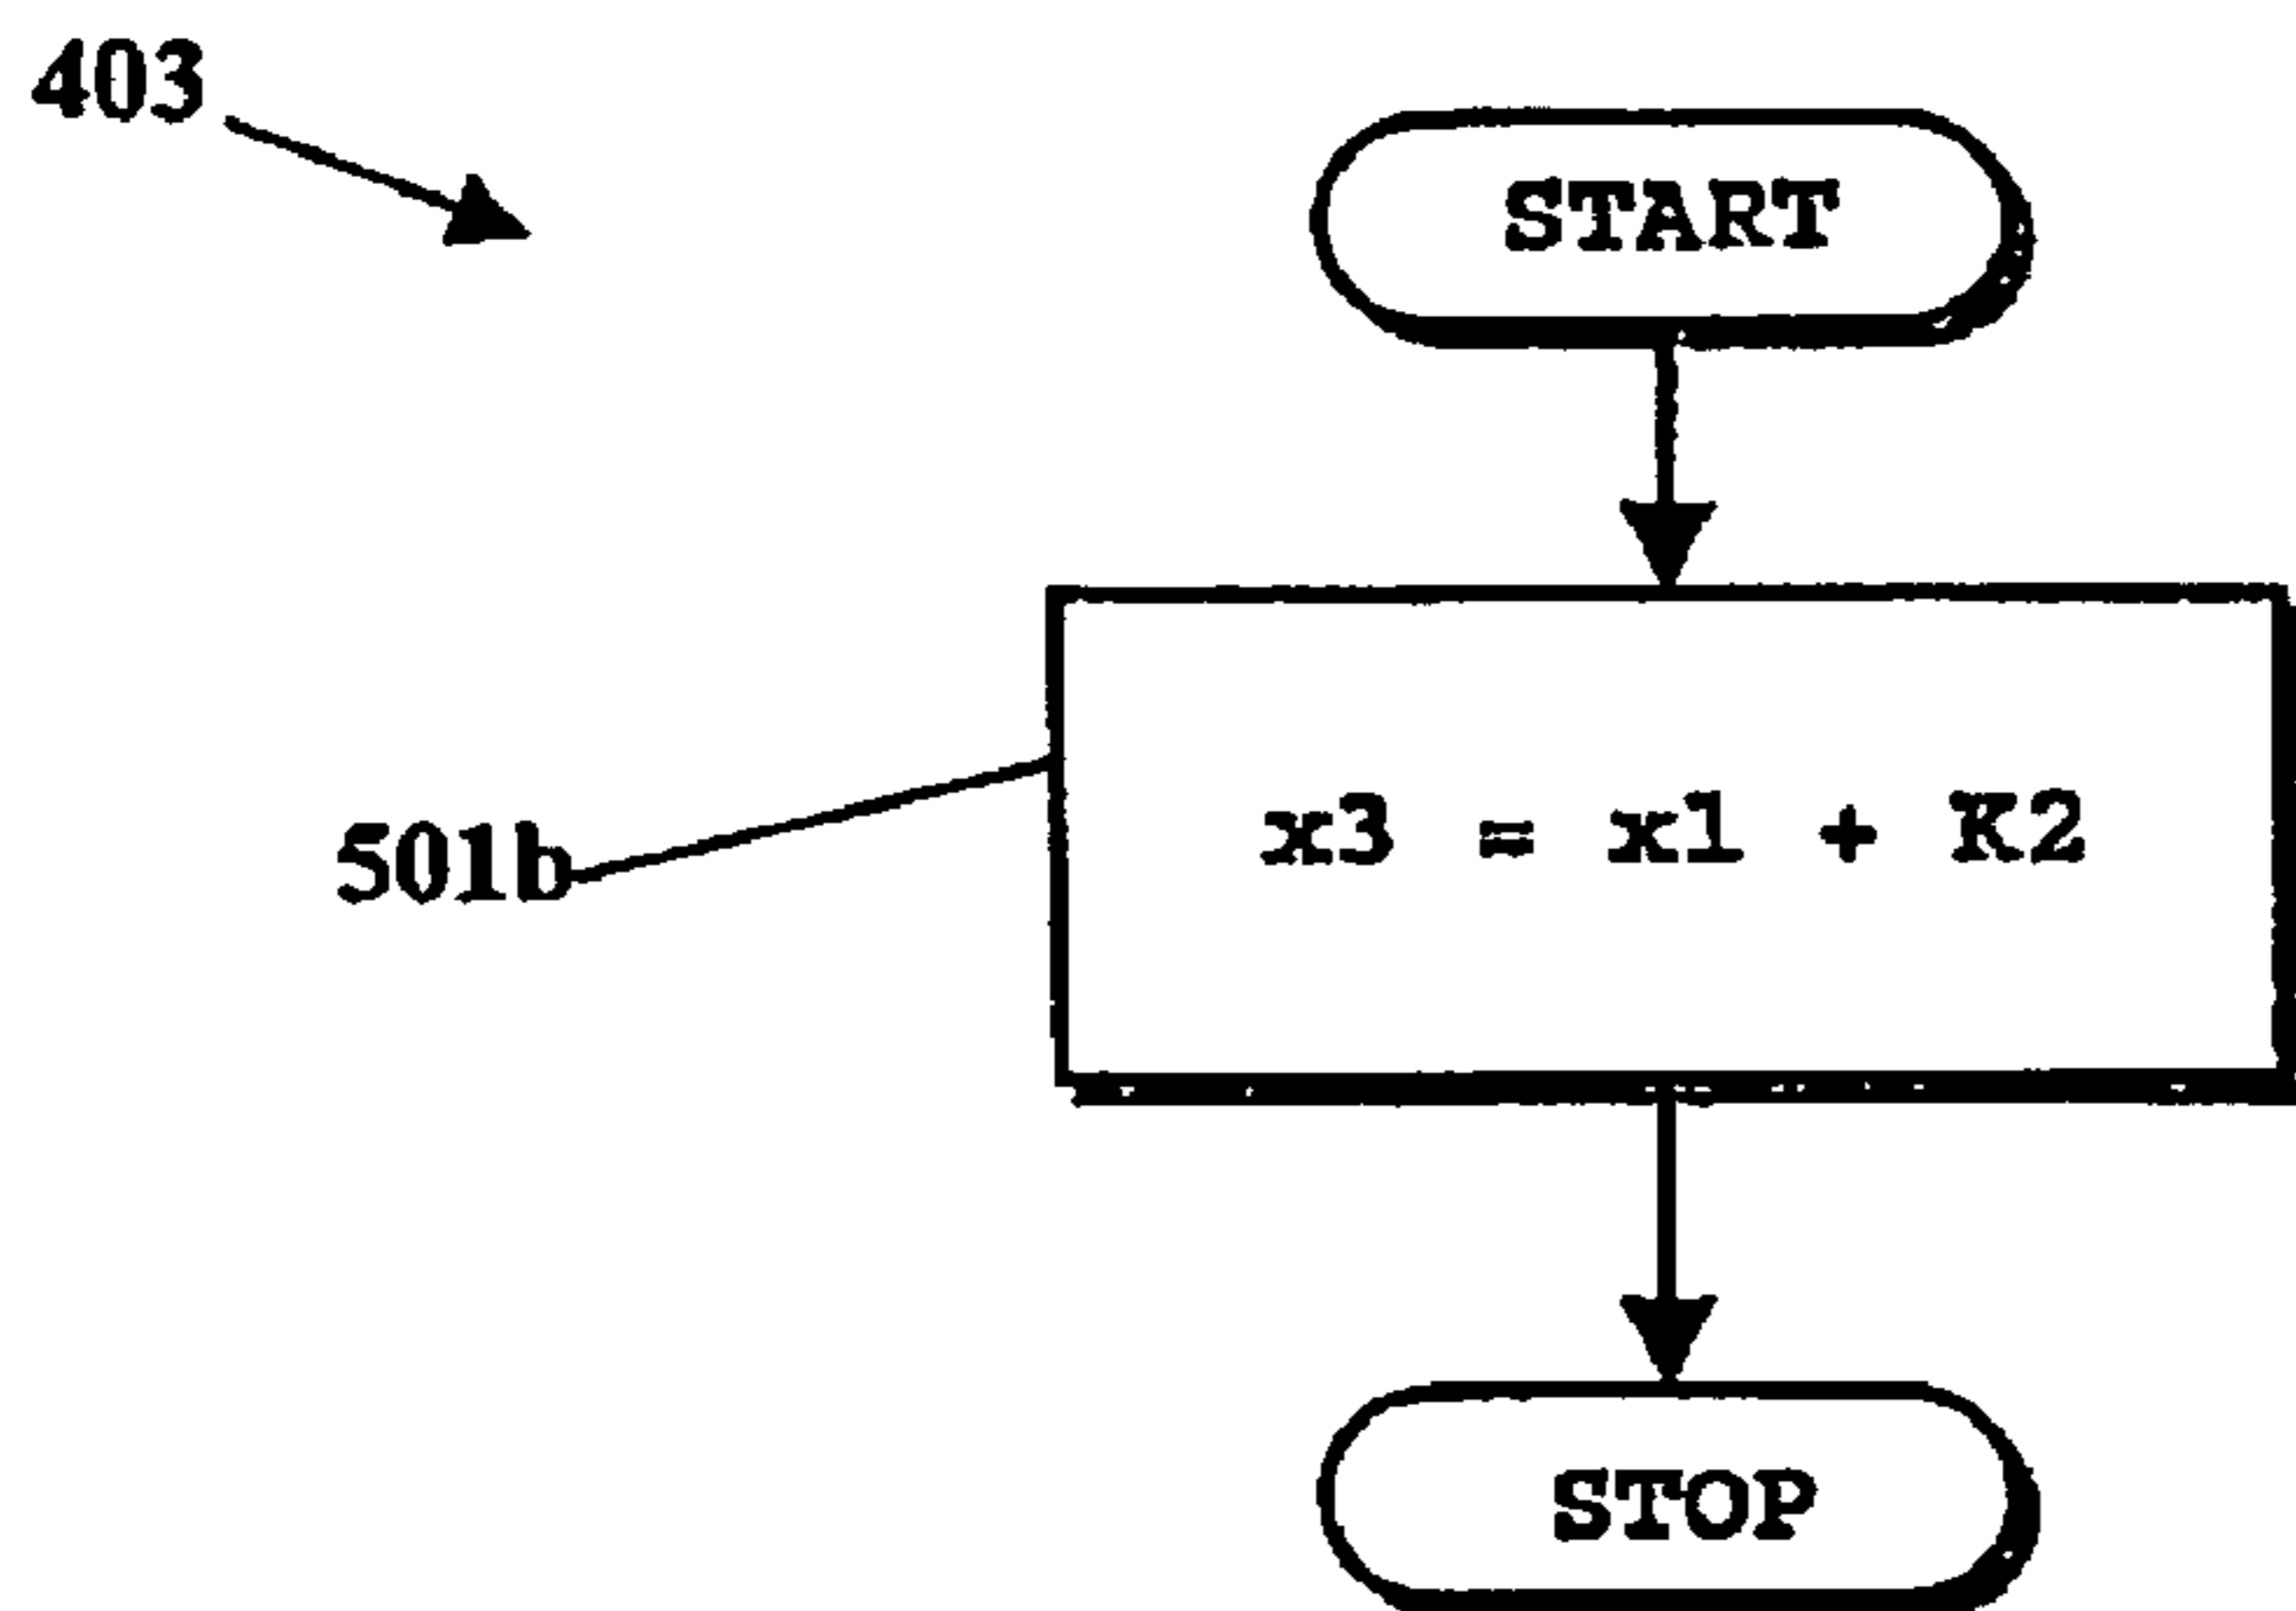 403
START
x3 = x1 + K2
501b
STOP